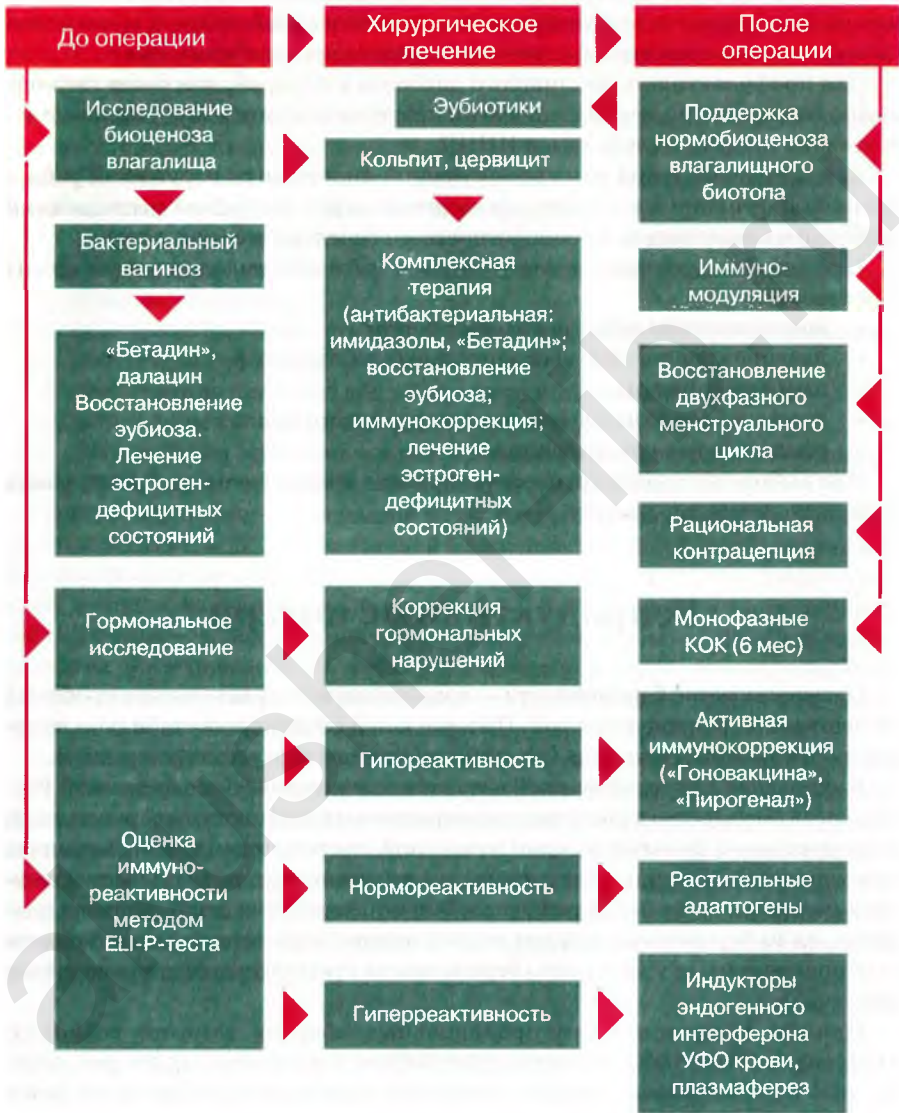 До операции
Хирургическое
лечение
После
операции
Исследование
биоценоза
влагалища
Эубиотики
Кольпит, цервицит
Поддержка
нормобиоценоза
влагалищного
биотопа
Бактериальный
вагиноз
Комплексная
терапия
(антибактериальная:
имидазолы, «Бетадин»;
восстановление
эубиоза;
иммунокоррекция;
лечение
эстроген-
дефицитных
состояний)
Иммуно-
модуляция
«Бетадин»,
далацин
Восстановление
эубиоза.
Лечение
эстроген-
дефицитных
состояний
Восстановление
двухфазного
менструального
цикла
Рациональная
контрацепция
Гормональное
исследование
Коррекция
гормональных
нарушений
Монофазные
КОК (6 мес)
Оценка
иммуно-
реактивности
методом
ELI-P-теста
Гипореактивность
Активная
иммунокоррекция
(«Гоновакцина»,
«Пирогенал»)
Нормореактивность
Растительные
адаптогены
Гиперреактивность
Индукторы
эндогенного
интерферона
УФО крови,
плазмаферез